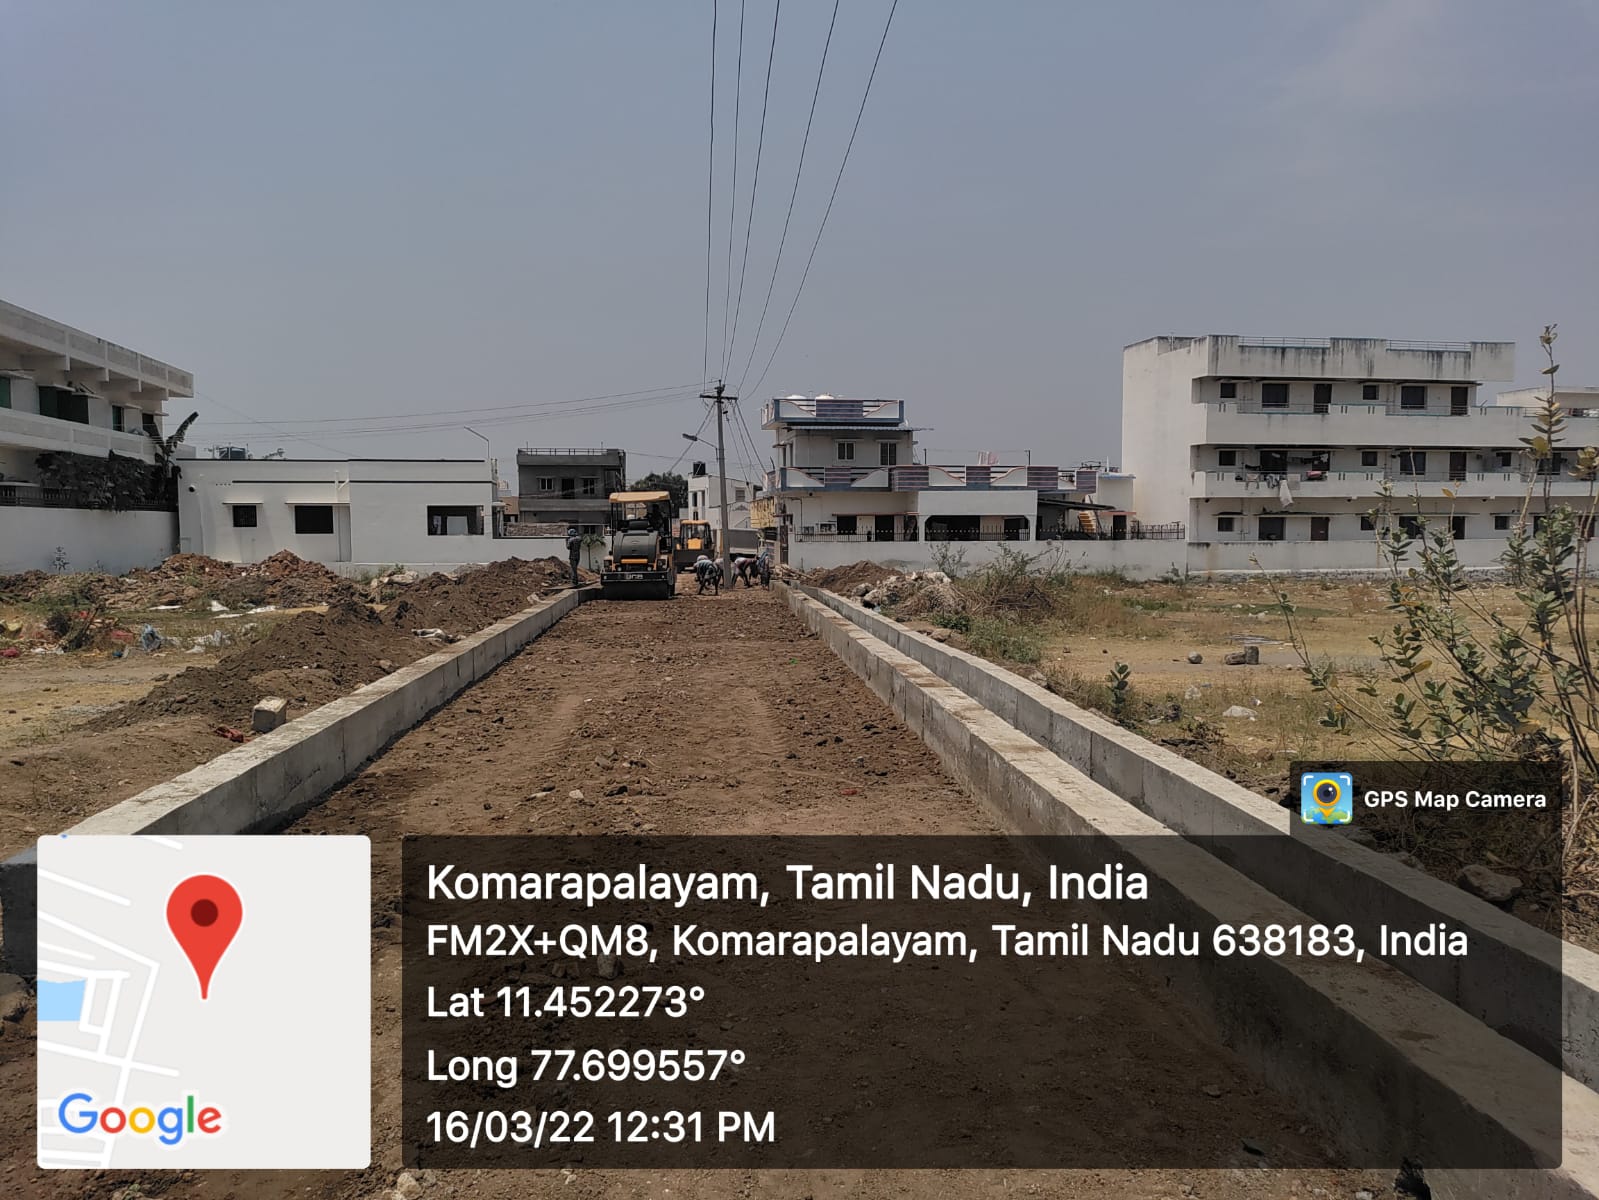 GPS Map Camera
Komarapalayam, Tamil Nadu, India
FM2X+QM8, Komarapalayam, Tamil Nadu 638183, India
Lat 11.452273°
Long 77.699557°
16/03/22 12:31 PM
Google